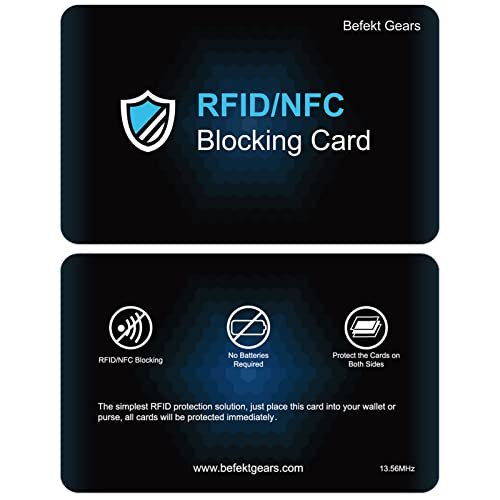 Befekt Gears
RFID/NFC
Blocking Card
RFID/NFC Blocking
No Batteries
Required
Protect the Cards on
Both Sides
The simplest RFID protection solution, just place this card into your wallet or
purse, all cards will be protected immediately.
www.befektgears.com
13.56MHz